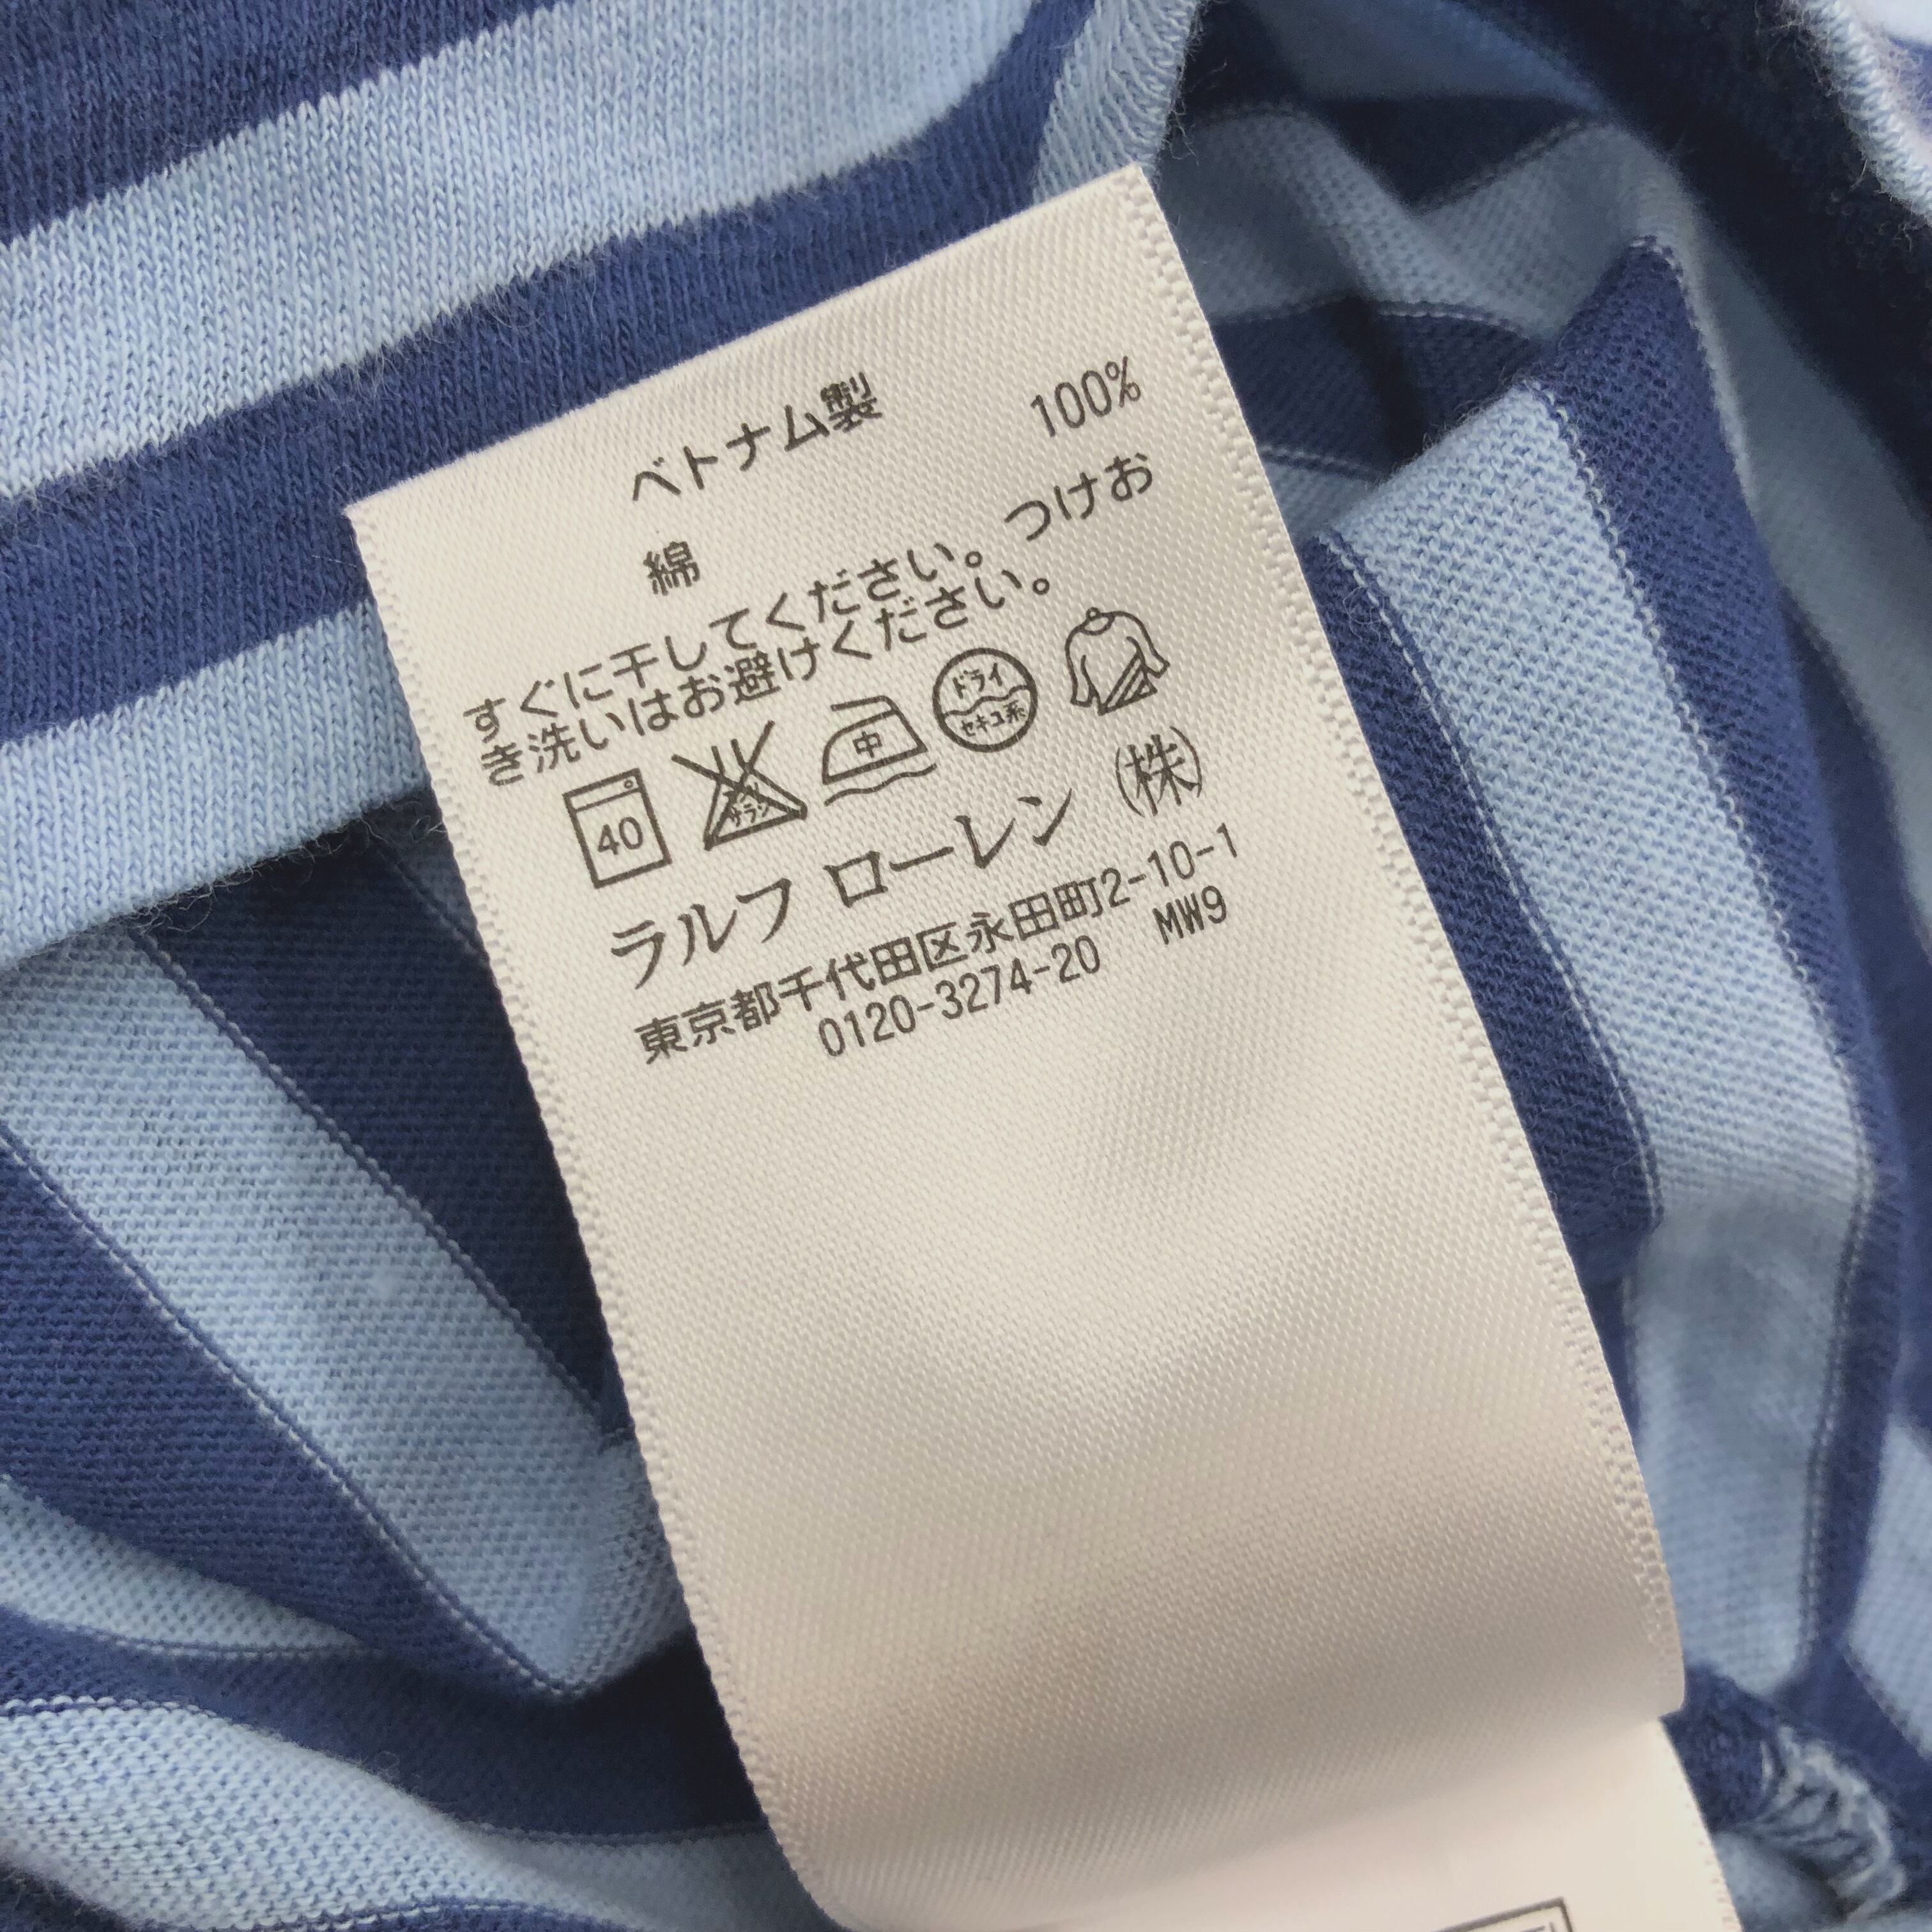 ベトナム製
綿 100%
すぐに干してください。つけお
き洗いはお避けください。
40 中 ドライ セキユ系
ラルフ ローレン (株)
東京都千代田区永田町2-10-1
0120-3274-20 MW9